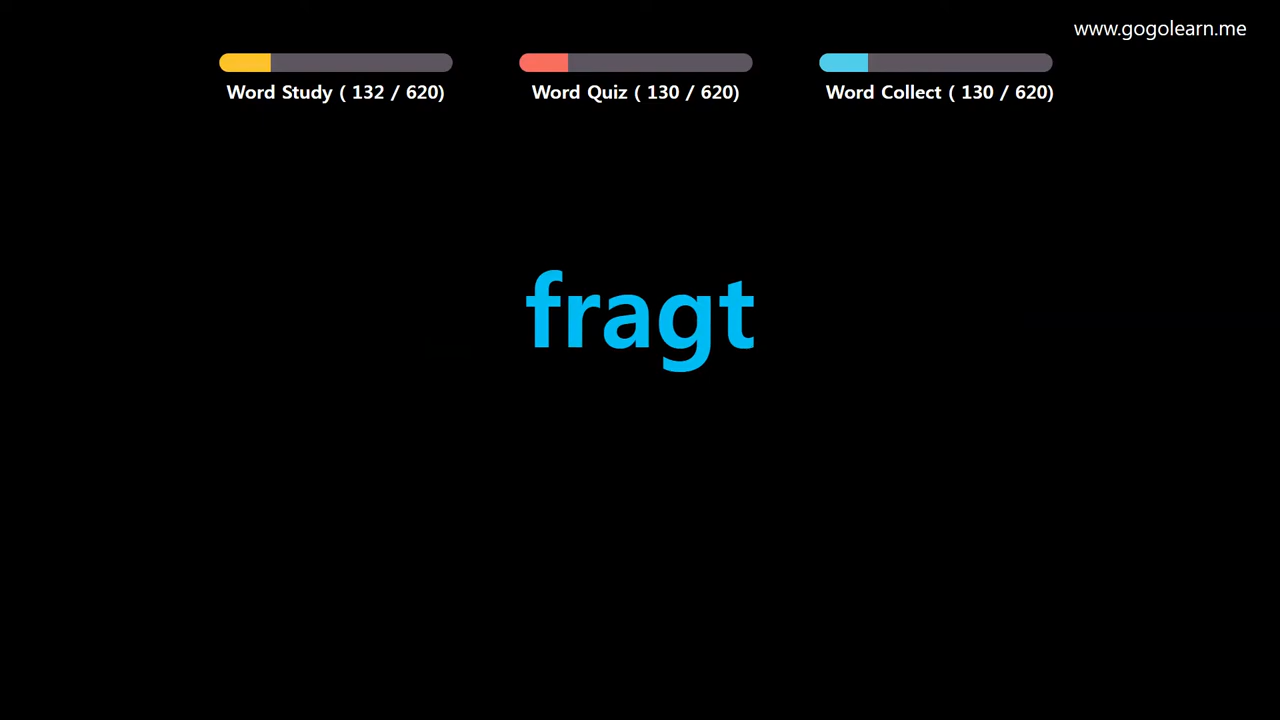 www.gogolearn.me
Word Study ( 132 / 620)
Word Quiz ( 130 / 620)
Word Collect ( 130 / 620)
fragt